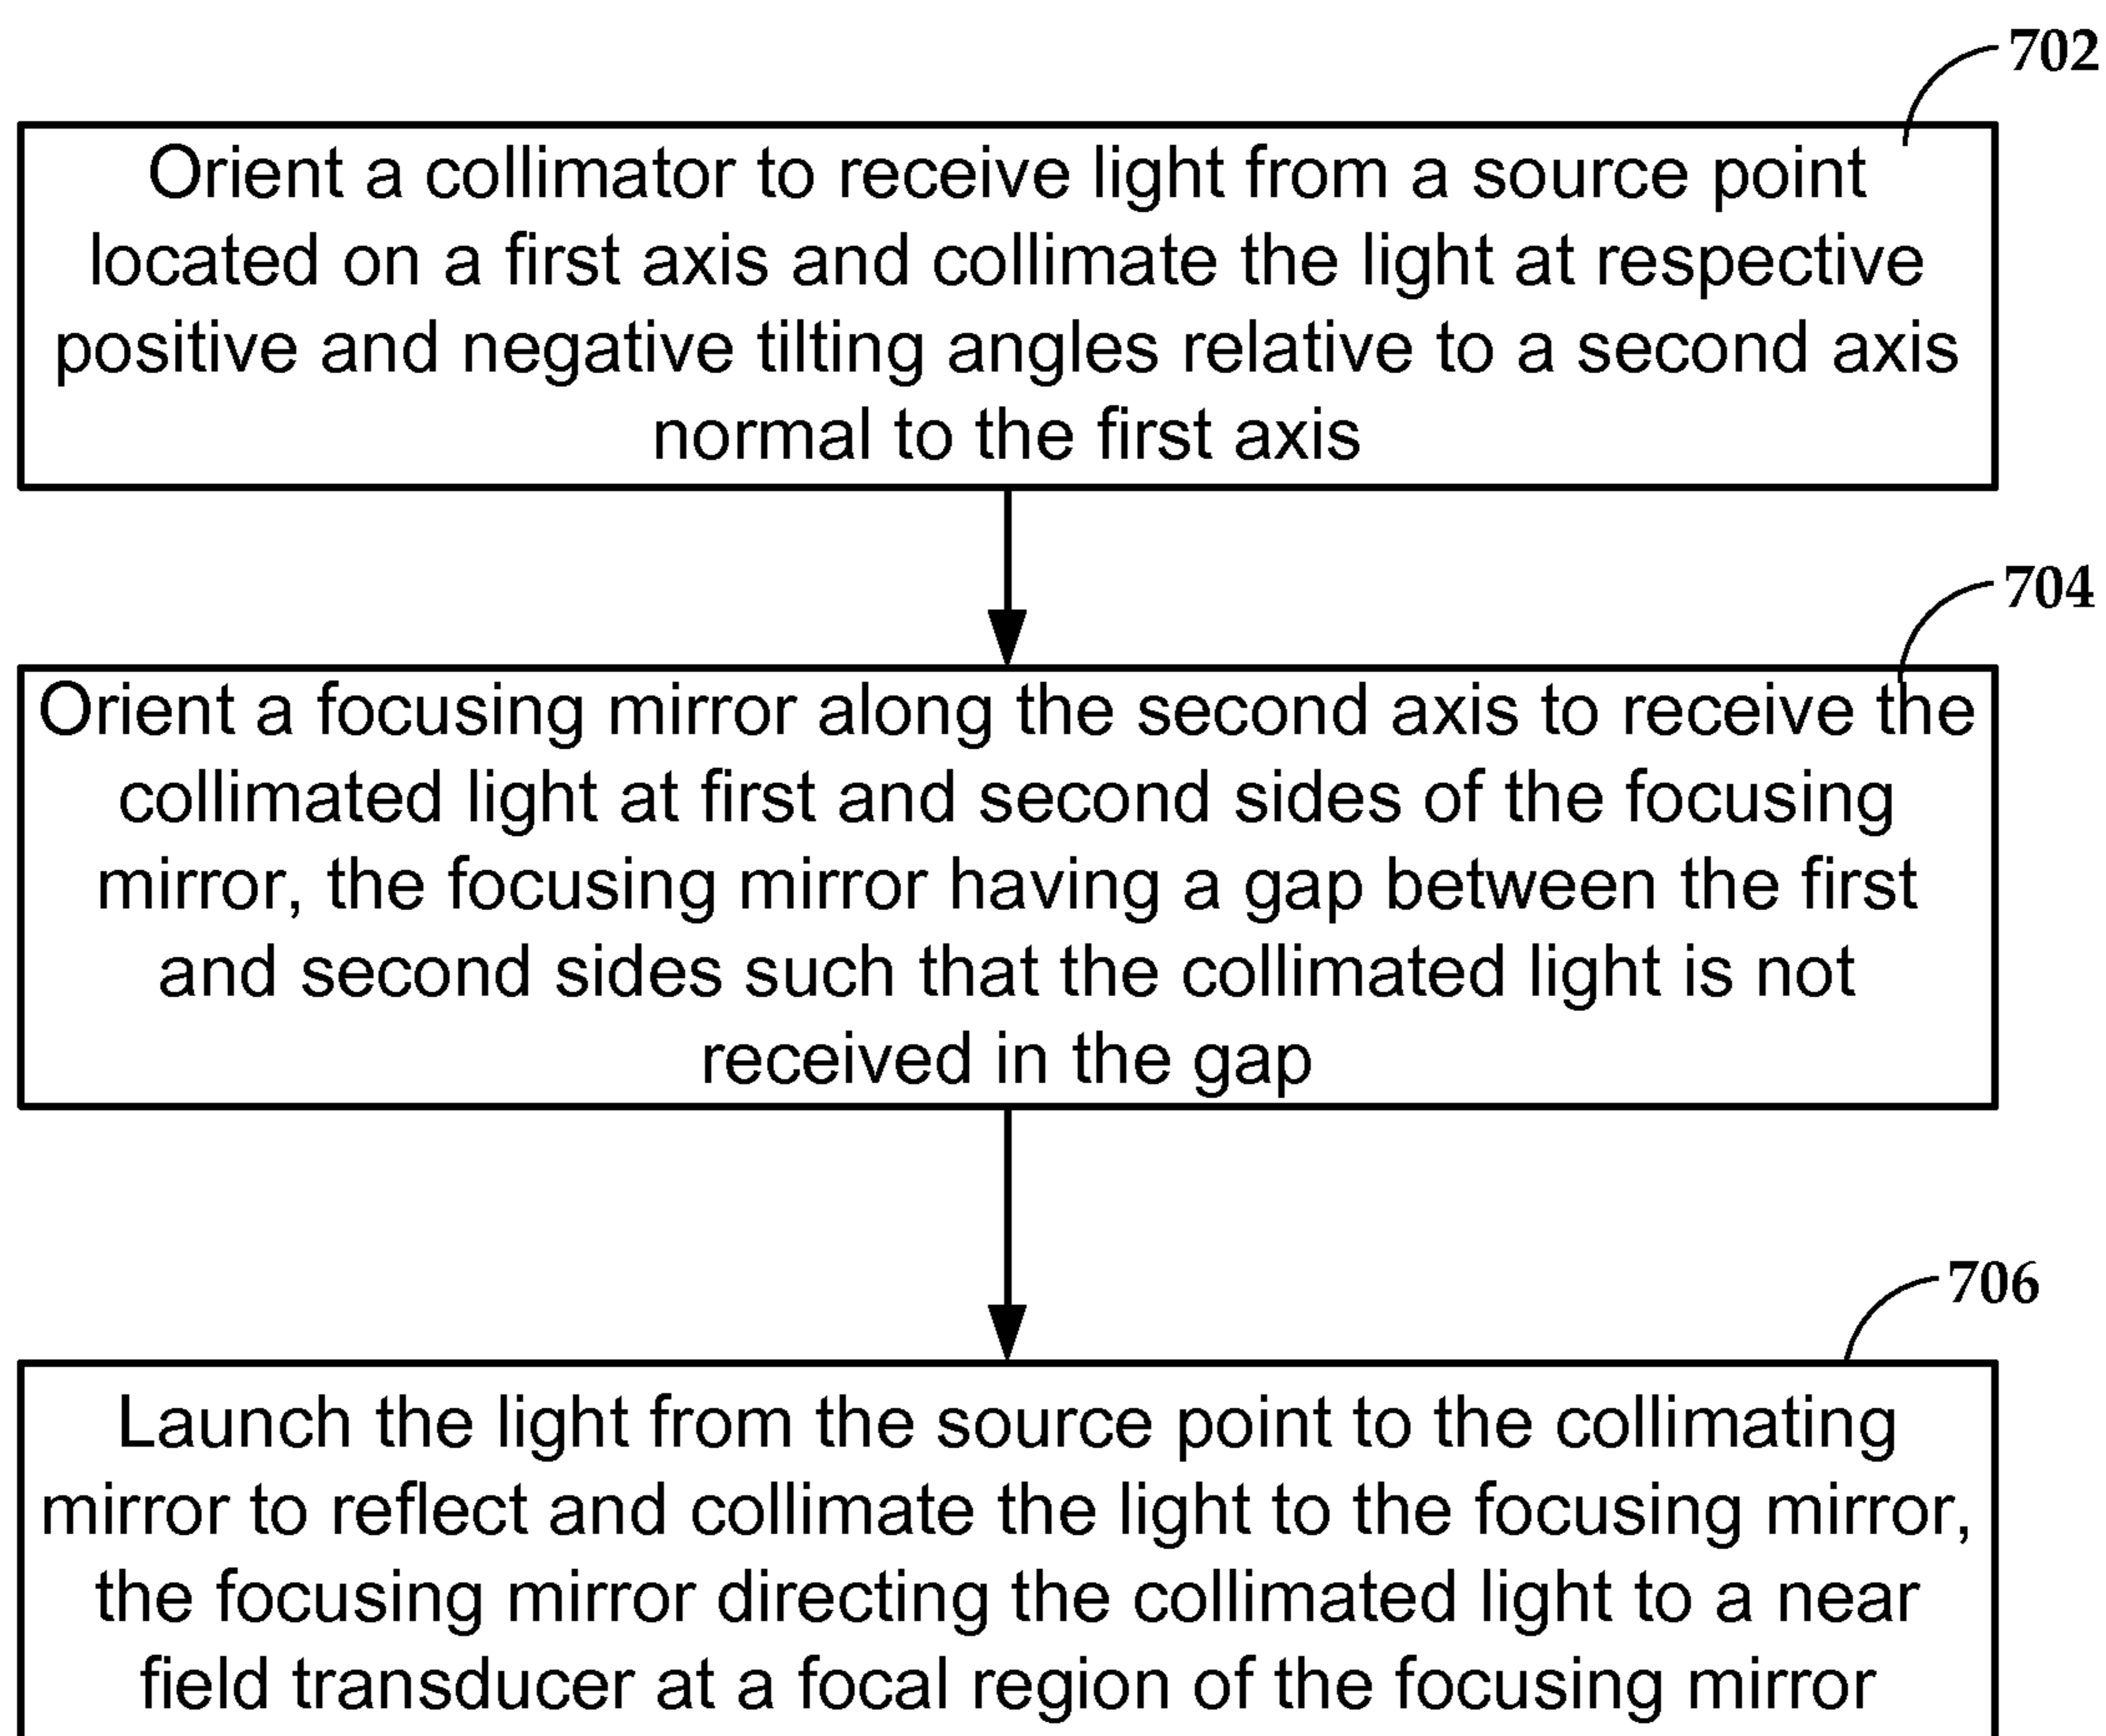 702
Orient a collimator to receive light from a source point
located on a first axis and collimate the light at respective
positive and negative tilting angles relative to a second axis
normal to the first axis
704
Orient a focusing mirror along the second axis to receive the
collimated light at first and second sides of the focusing
mirror, the focusing mirror having a gap between the first
and second sides such that the collimated light is not
received in the gap
706
Launch the light from the source point to the collimating
mirror to reflect and collimate the light to the focusing mirror,
the focusing mirror directing the collimated light to a near
field transducer at a focal region of the focusing mirror